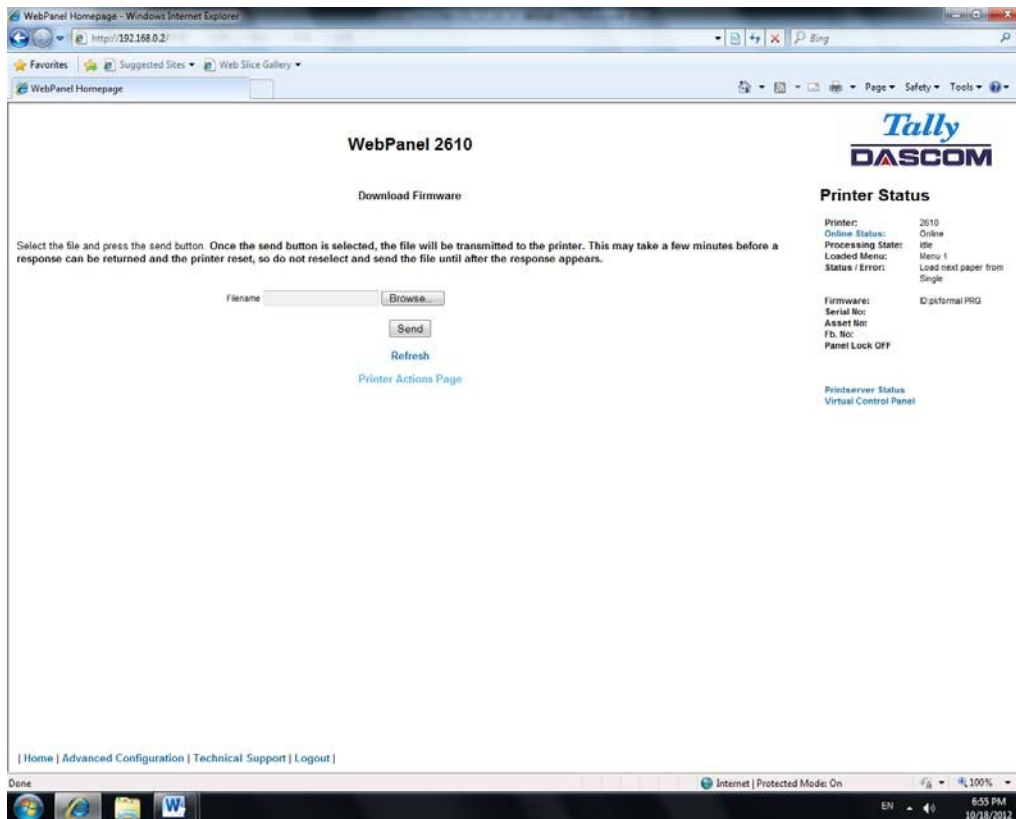 WebPanel Homepage - Windows Internet Explorer
http://192.168.0.2/
Bing
Favorites
Suggested Sites
Web Slice Gallery
WebPanel Homepage
Page
Safety
Tools
Tally
DASCOM
WebPanel 2610
Download Firmware
Select the file and press the send button. Once the send button is selected, the file will be transmitted to the printer. This may take a few minutes before a
response can be returned and the printer reset, so do not reselect and send the file until after the response appears.
Filename
Browse...
Send
Refresh
Printer Actions Page
Printer Status
Printer: 2610
Online Status: Online
Processing State: Idle
Loaded Menu: Menu 1
Status / Error: Load next paper from
Single
Firmware: ID:pkformal PRG
Serial No:
Asset No:
Fb. No:
Panel Lock OFF
Printserver Status
Virtual Control Panel
| Home | Advanced Configuration | Technical Support | Logout |
Done
Internet | Protected Mode: On
100%
W
EN
6:55 PM
10/18/2012